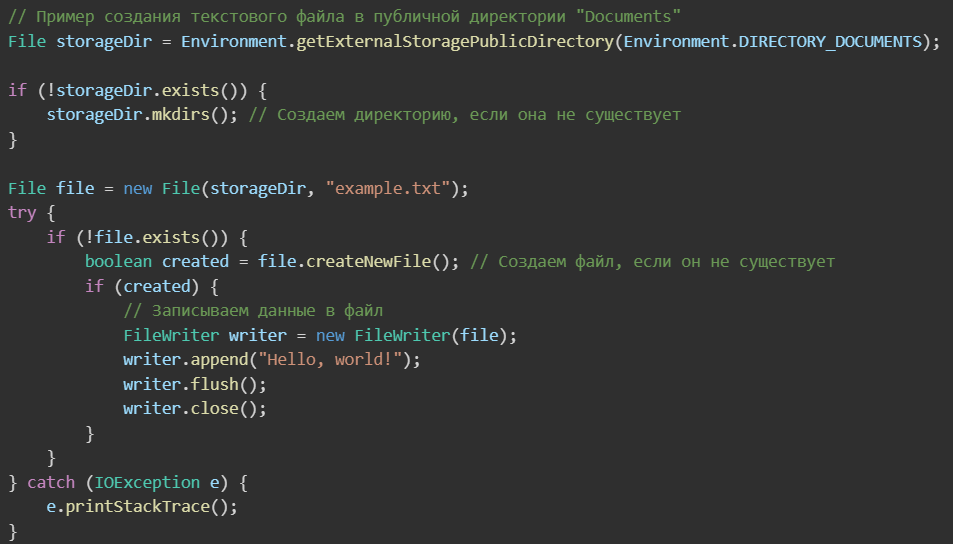 // Пример создания текстового файла в публичной директории "Documents"
File storageDir = Environment.getExternalStoragePublicDirectory(Environment.DIRECTORY_DOCUMENTS);

if (!storageDir.exists()) {
    storageDir.mkdirs(); // Создаем директорию, если она не существует
}

File file = new File(storageDir, "example.txt");
try {
    if (!file.exists()) {
        boolean created = file.createNewFile(); // Создаем файл, если он не существует
        if (created) {
            // Записываем данные в файл
            FileWriter writer = new FileWriter(file);
            writer.append("Hello, world!");
            writer.flush();
            writer.close();
        }
    }
} catch (IOException e) {
    e.printStackTrace();
}